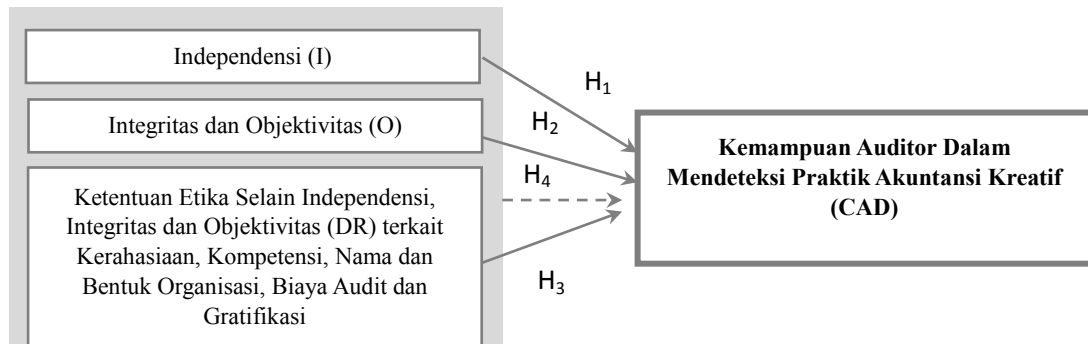 Independensi (I)
Integritas dan Objektivitas (O)
Ketentuan Etika Selain Independensi,
Integritas dan Objektivitas (DR) terkait
Kerahasiaan, Kompetensi, Nama dan
Bentuk Organisasi, Biaya Audit dan
Gratifikasi
H1
H2
H4
H3
Kemampuan Auditor Dalam
Mendeteksi Praktik Akuntansi Kreatif
(CAD)